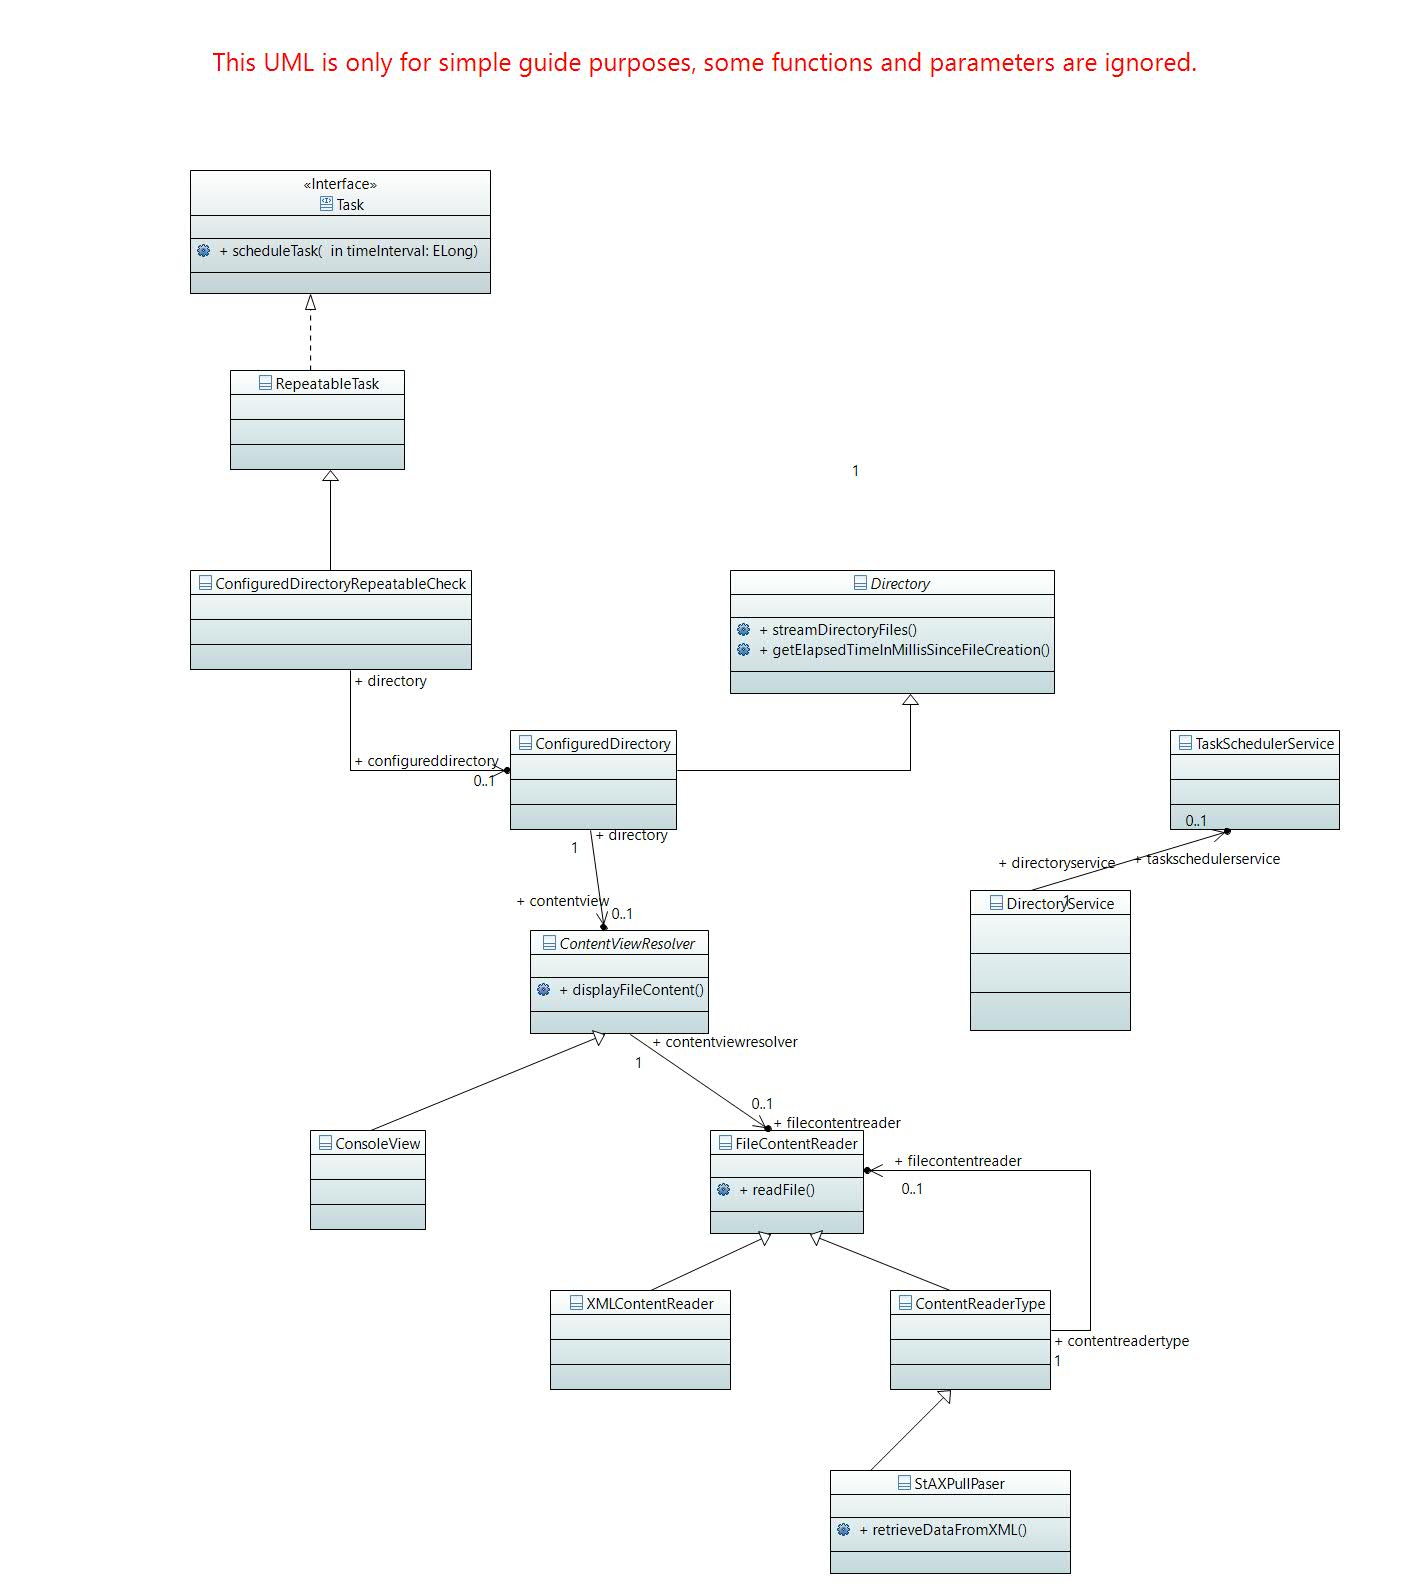 This UML is only for simple guide purposes, some functions and parameters are ignored.
«Interface»
Task
+ scheduleTask(  in timeInterval: ELong)
RepeatableTask
1
ConfiguredDirectoryRepeatableCheck
Directory
+ streamDirectoryFiles()
+ getElapsedTimeInMillisSinceFileCreation()
+ directory
ConfiguredDirectory
+ configureddirectory
0..1
TaskSchedulerService
0..1
+ directory
1
+ directoryservice
+ taskschedulerservice
DirectoryService
1
+ contentview
0..1
ContentViewResolver
+ displayFileContent()
+ contentviewresolver
1
0..1
+ filecontentreader
ConsoleView
FileContentReader
+ readFile()
+ filecontentreader
0..1
XMLContentReader
ContentReaderType
+ contentreadertype
1
StAXPullPaser
+ retrieveDataFromXML()